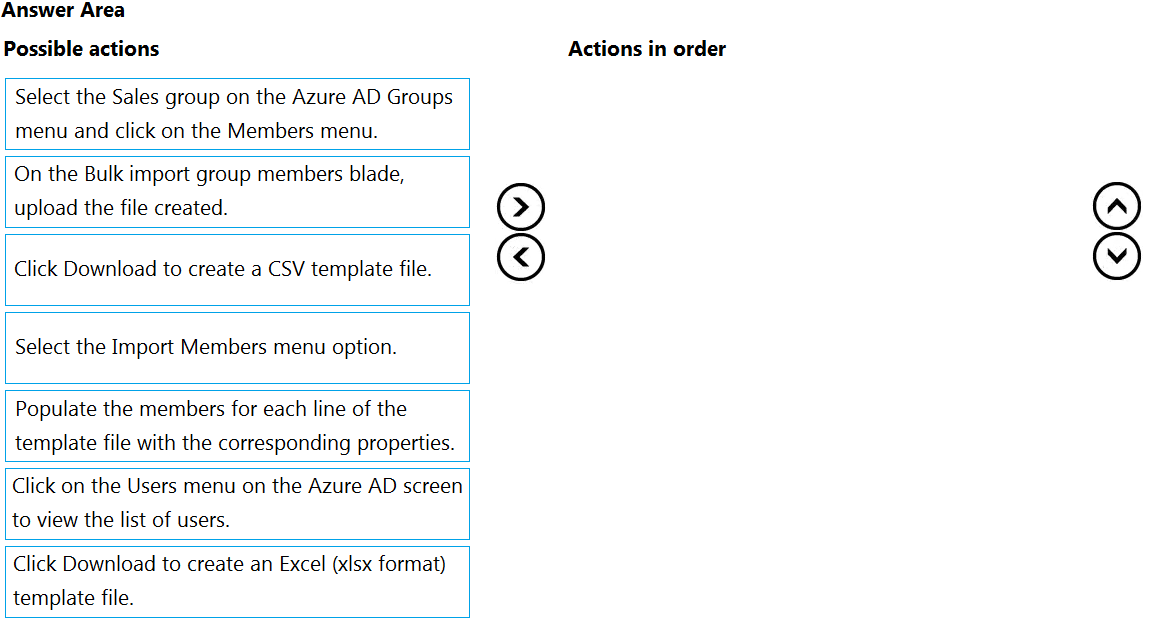 Answer Area
Possible actions
Actions in order
Select the Sales group on the Azure AD Groups
menu and click on the Members menu.
On the Bulk import group members blade,
upload the file created.
Click Download to create a CSV template file.
Select the Import Members menu option.
Populate the members for each line of the
template file with the corresponding properties.
Click on the Users menu on the Azure AD screen
to view the list of users.
Click Download to create an Excel (xlsx format)
template file.